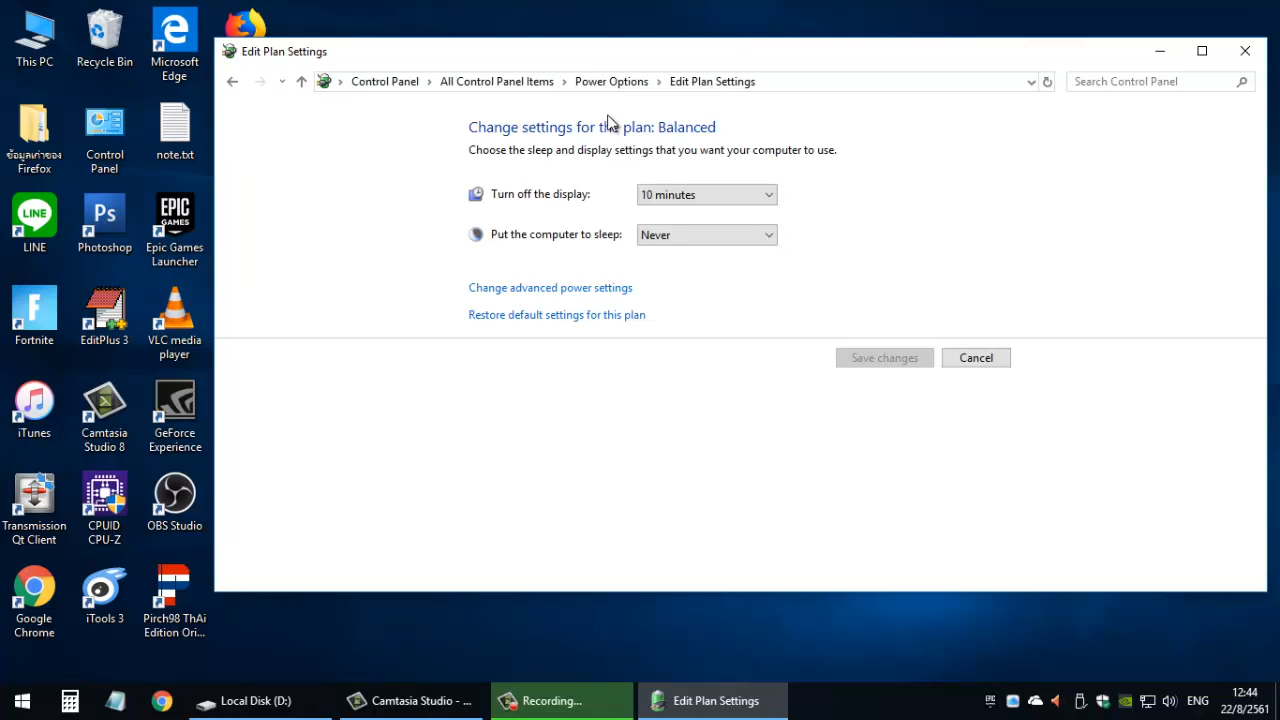 This PC
Recycle Bin
Microsoft
Edge
ข้อมูลเก่าของ
Firefox
Control
Panel
note.txt
LINE
Ps
Photoshop
EPIC
GAMES
Epic Games
Launcher
Fortnite
EditPlus 3
VLC media
player
iTunes
Camtasia
Studio 8
GeForce
Experience
Transmission
Qt Client
CPUID
CPU-Z
OBS Studio
Google
Chrome
iTools 3
Pirch98 ThAi
Edition Ori...
Edit Plan Settings
Control Panel > All Control Panel Items > Power Options > Edit Plan Settings
Search Control Panel
Change settings for the plan: Balanced
Choose the sleep and display settings that you want your computer to use.
Turn off the display: 10 minutes
Put the computer to sleep: Never
Change advanced power settings
Restore default settings for this plan
Save changes Cancel
Local Disk (D:)
Camtasia Studio - ...
Recording...
Edit Plan Settings
ENG
12:44
22/8/2561